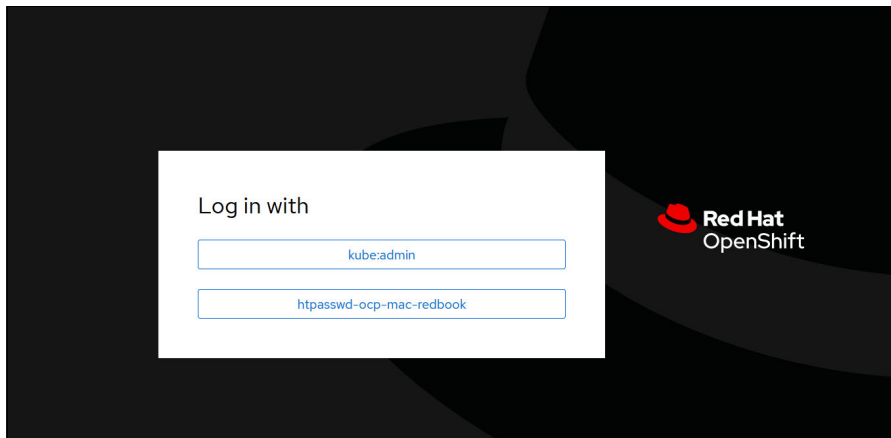 Log in with
kube:admin
htpasswd-ocp-mac-redbook
Red Hat
OpenShift